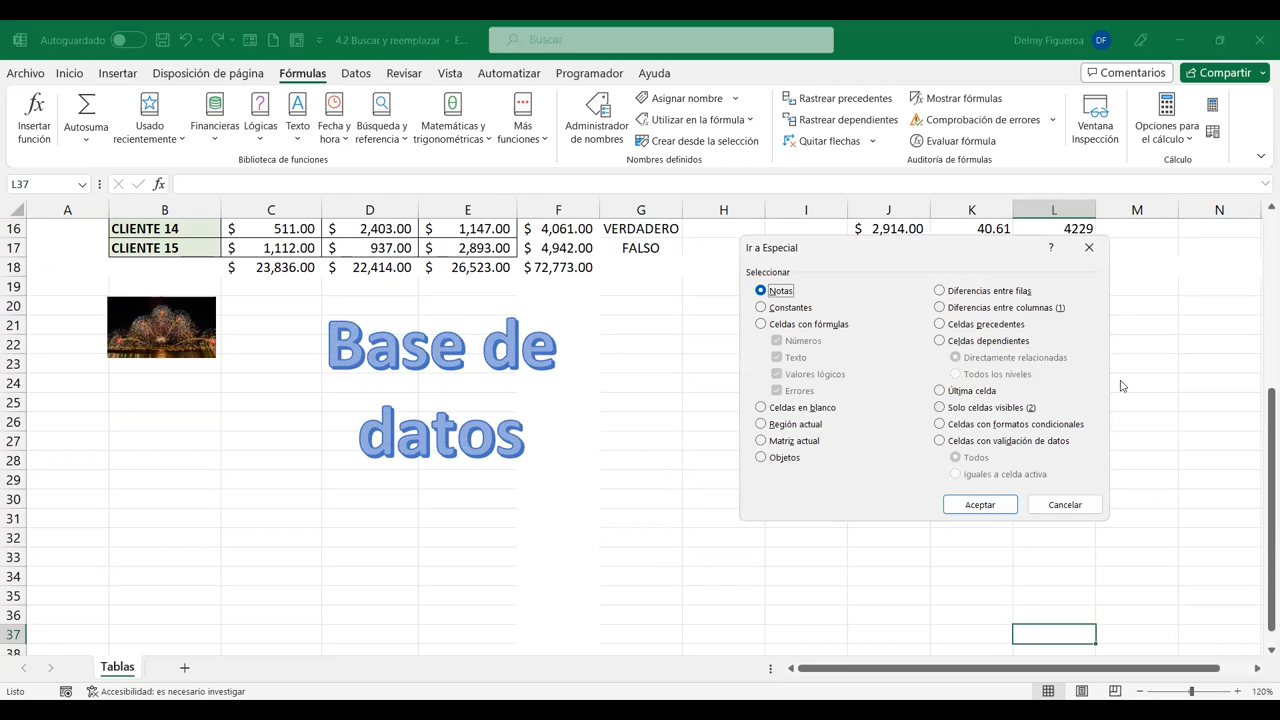 Autoguardado
4.2 Buscar y reemplazar - E...
Buscar
Delmy Figueroa DF
Archivo Inicio Insertar Disposición de página Fórmulas Datos Revisar Vista Automatizar Programador Ayuda
Comentarios Compartir
Insertar función
Autosuma
Usado recientemente
Financieras
Lógicas
Texto
Fecha y hora
Búsqueda y referencia
Matemáticas y trigonométricas
Más funciones
Biblioteca de funciones
Administrador de nombres
Asignar nombre
Utilizar en la fórmula
Crear desde la selección
Nombres definidos
Rastrear precedentes
Rastrear dependientes
Quitar flechas
Mostrar fórmulas
Comprobación de errores
Evaluar fórmula
Auditoría de fórmulas
Ventana Inspección
Opciones para el cálculo
Cálculo
L37 fx
A B C D E F G H I J K L M N
16 CLIENTE 14 $ 511.00 $ 2,403.00 $ 1,147.00 $ 4,061.00 VERDADERO $ 2,914.00 40.61 4229
17 CLIENTE 15 $ 1,112.00 $ 937.00 $ 2,893.00 $ 4,942.00 FALSO
18 $ 23,836.00 $ 22,414.00 $ 26,523.00 $ 72,773.00
19
20
21
22
23
24
25
26
27
28
29
30
31
32
33
34
35
36
37
38
Base de
datos
Ir a Especial ?
Seleccionar
Notas
Constantes
Celdas con fórmulas
Números
Texto
Valores lógicos
Errores
Celdas en blanco
Región actual
Matriz actual
Objetos
Diferencias entre filas
Diferencias entre columnas (1)
Celdas precedentes
Celdas dependientes
Directamente relacionadas
Todos los niveles
Última celda
Solo celdas visibles (2)
Celdas con formatos condicionales
Celdas con validación de datos
Todos
Iguales a celda activa
Aceptar Cancelar
Tablas
Listo
Accesibilidad: es necesario investigar
120%